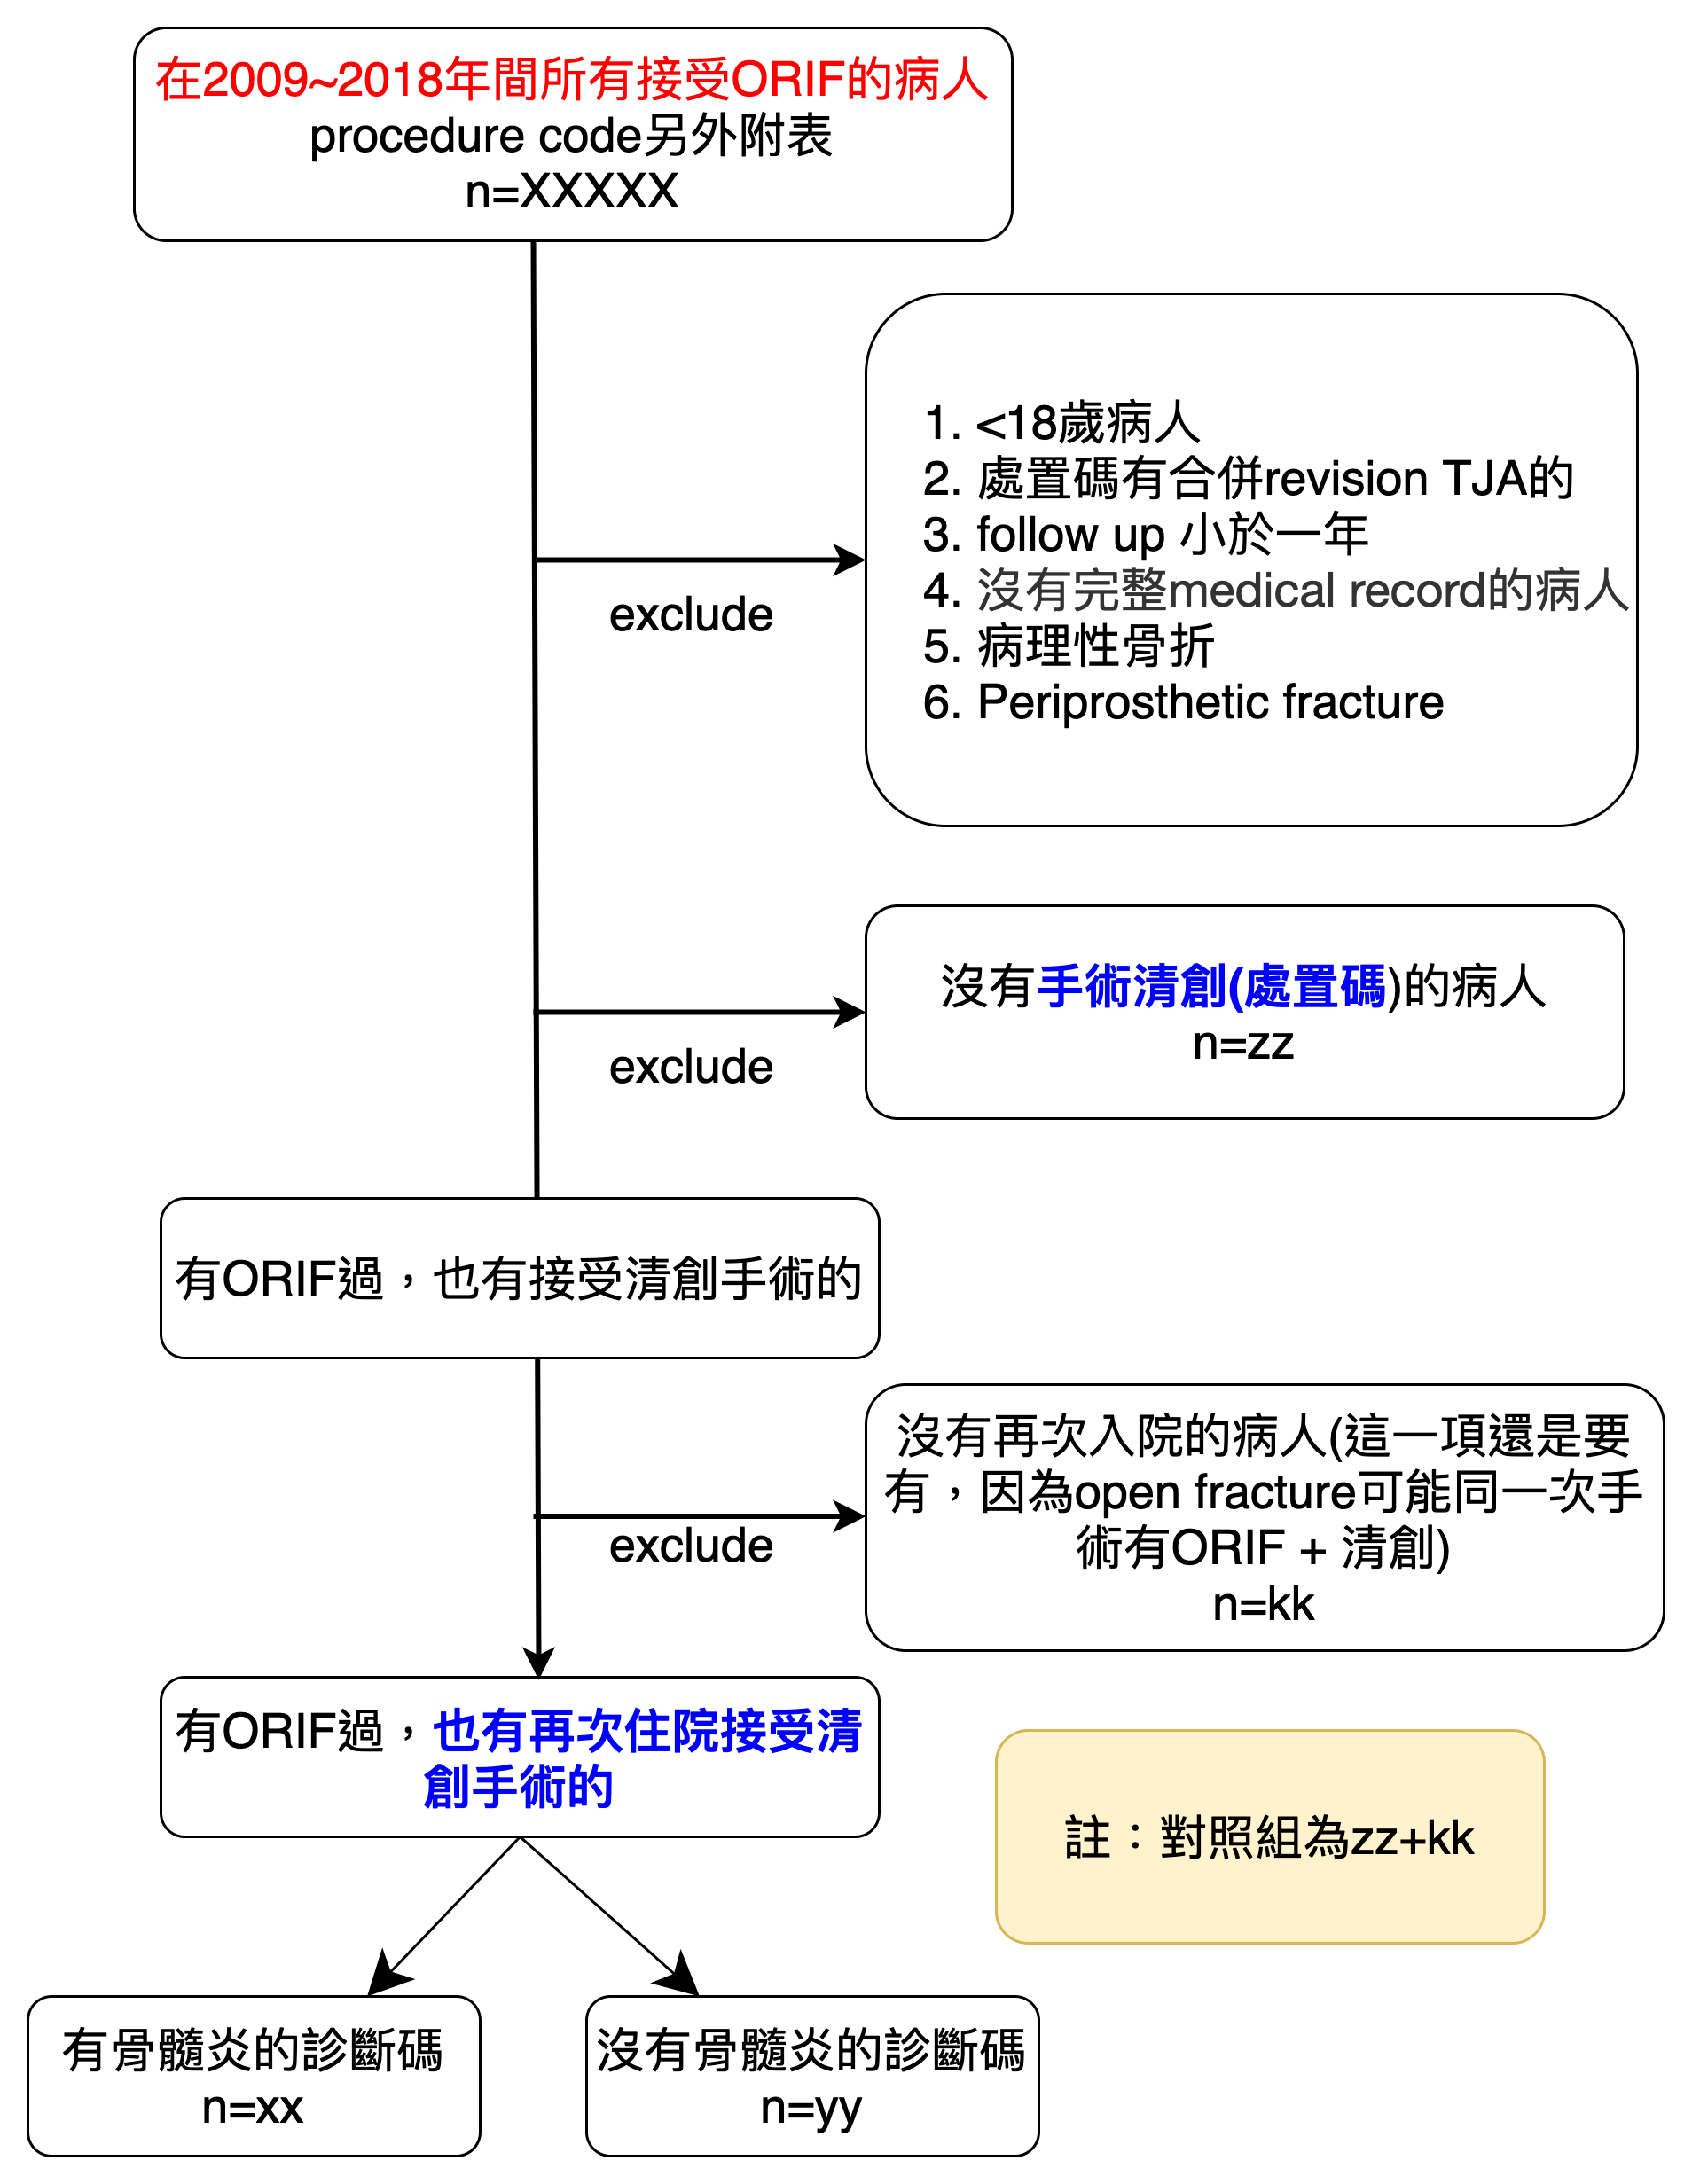 在2009~2018年間所有接受ORIF的病人
procedure code另外附表
n=XXXXX
1. <18歲病人
2. 處置碼有合併revision TJA的
3. follow up 小於一年
4. 沒有完整medical record的病人
5. 病理性骨折
6. Periprosthetic fracture
exclude
沒有手術清創(處置碼)的病人
n=zz
exclude
有ORIF過，也有接受清創手術的
沒有再次入院的病人(這一項還是要
有，因為open fracture可能同一次手
術有ORIF + 清創)
n=kk
exclude
有ORIF過，也有再次住院接受清
創手術的
註：對照組為zz+kk
有骨髓炎的診斷碼
n=xx
沒有骨髓炎的診斷碼
n=yy